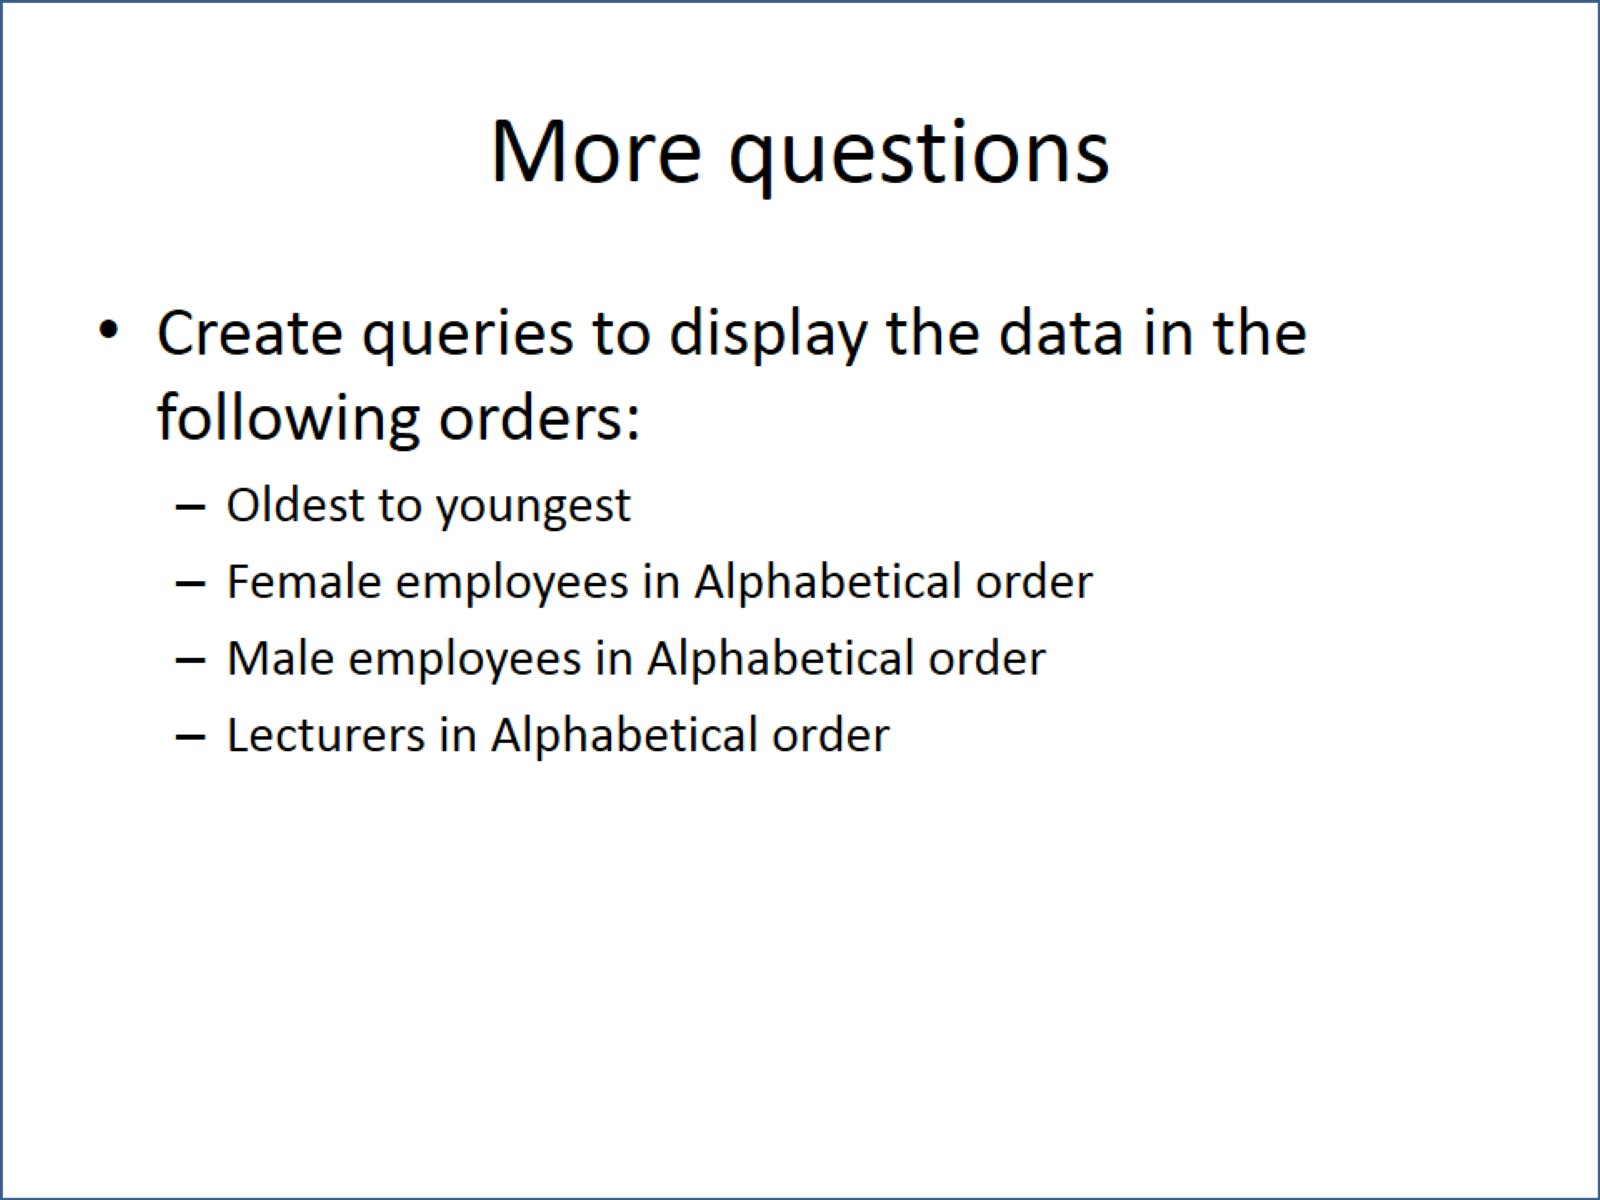 More questions
• Create queries to display the data in the
following orders:
– Oldest to youngest
– Female employees in Alphabetical order
– Male employees in Alphabetical order
– Lecturers in Alphabetical order